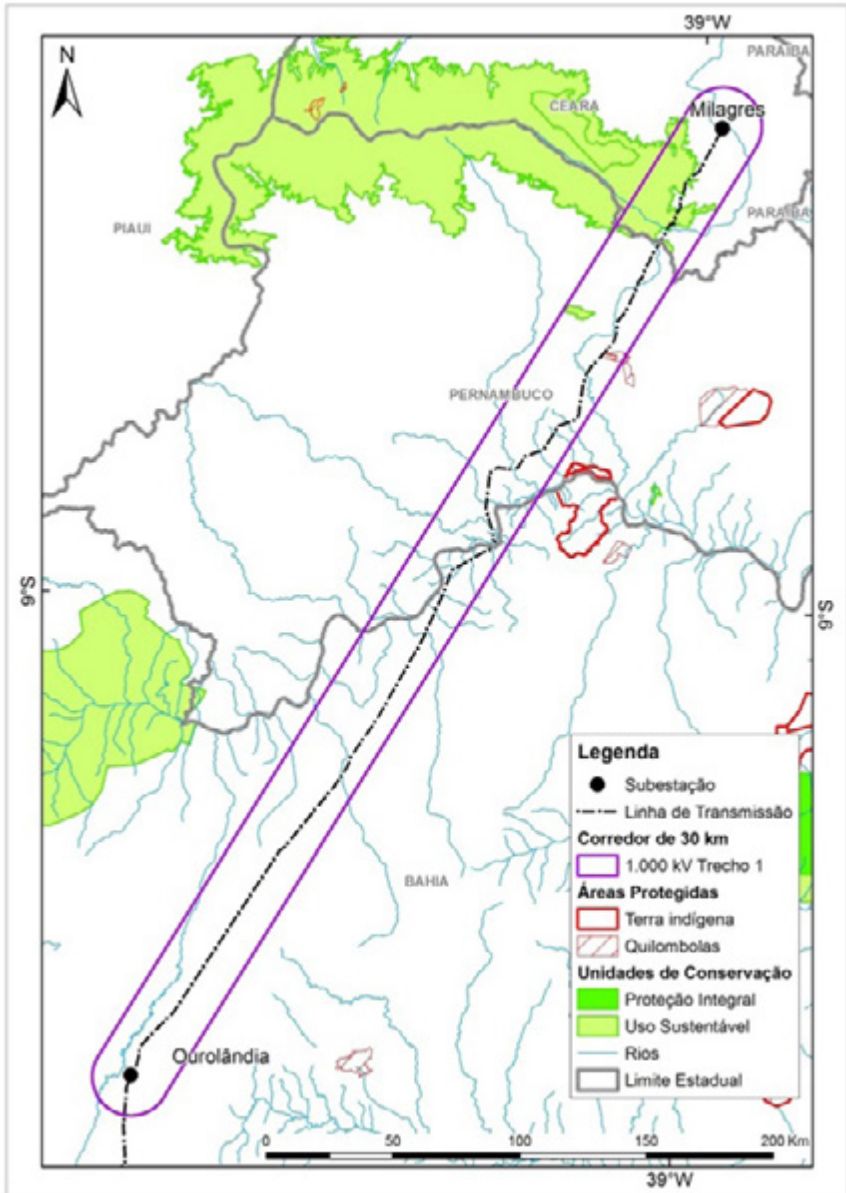 39°W
N
PARAIBA
CEARA
Milagres
PARAIBA
PIAUI
PERNAMBUCO
9°S
9°S
Legenda
Subestação
Linha de Transmissão
Corredor de 30 km
1.000 kV Trecho 1
Áreas Protegidas
Terra indígena
Quilombolas
Unidades de Conservação
Proteção Integral
Uso Sustentável
Rios
Limite Estadual
BAHIA
Ourolândia
0 50 100 150 200 Km
39°W